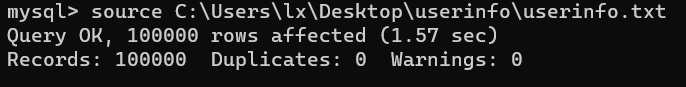 mysql> source C:\Users\lx\Desktop\userinfo\userinfo.txt
Query OK, 100000 rows affected (1.57 sec)
Records: 100000  Duplicates: 0  Warnings: 0